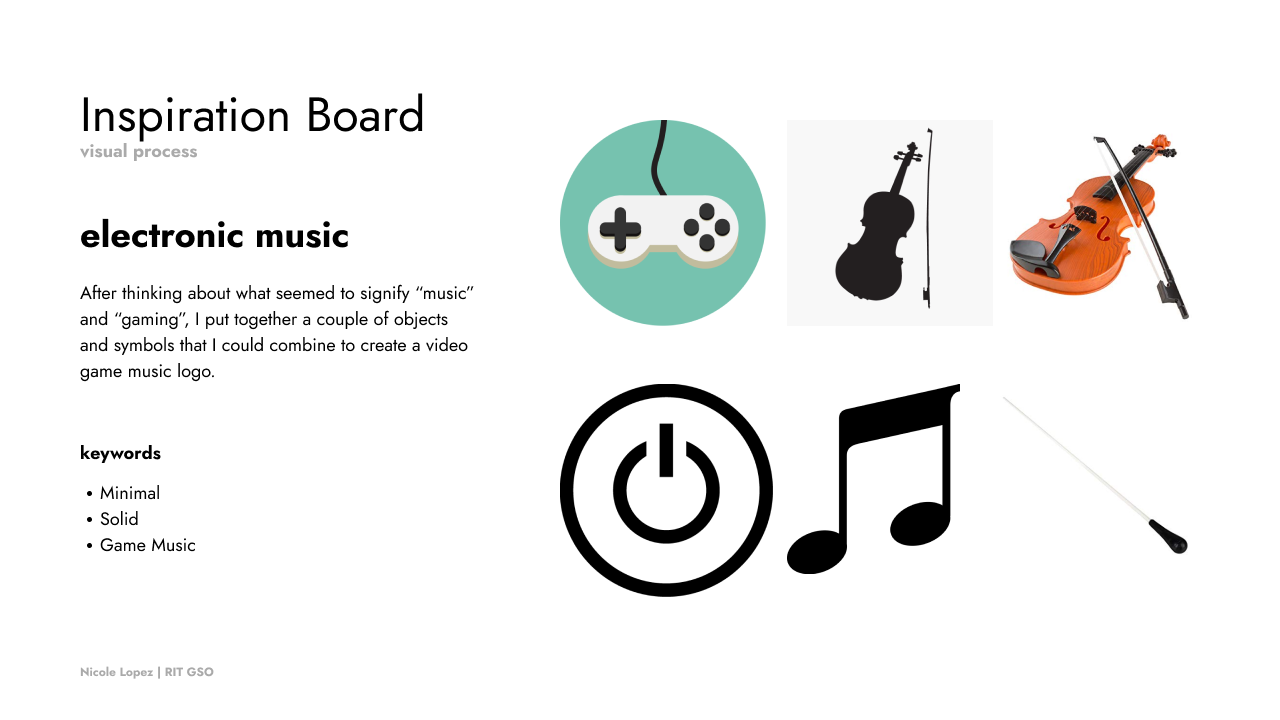 Inspiration Board
visual process
electronic music
After thinking about what seemed to signify “music”
and “gaming”, I put together a couple of objects
and symbols that I could combine to create a video
game music logo.
keywords
• Minimal
• Solid
• Game Music
Nicole Lopez | RIT GSO